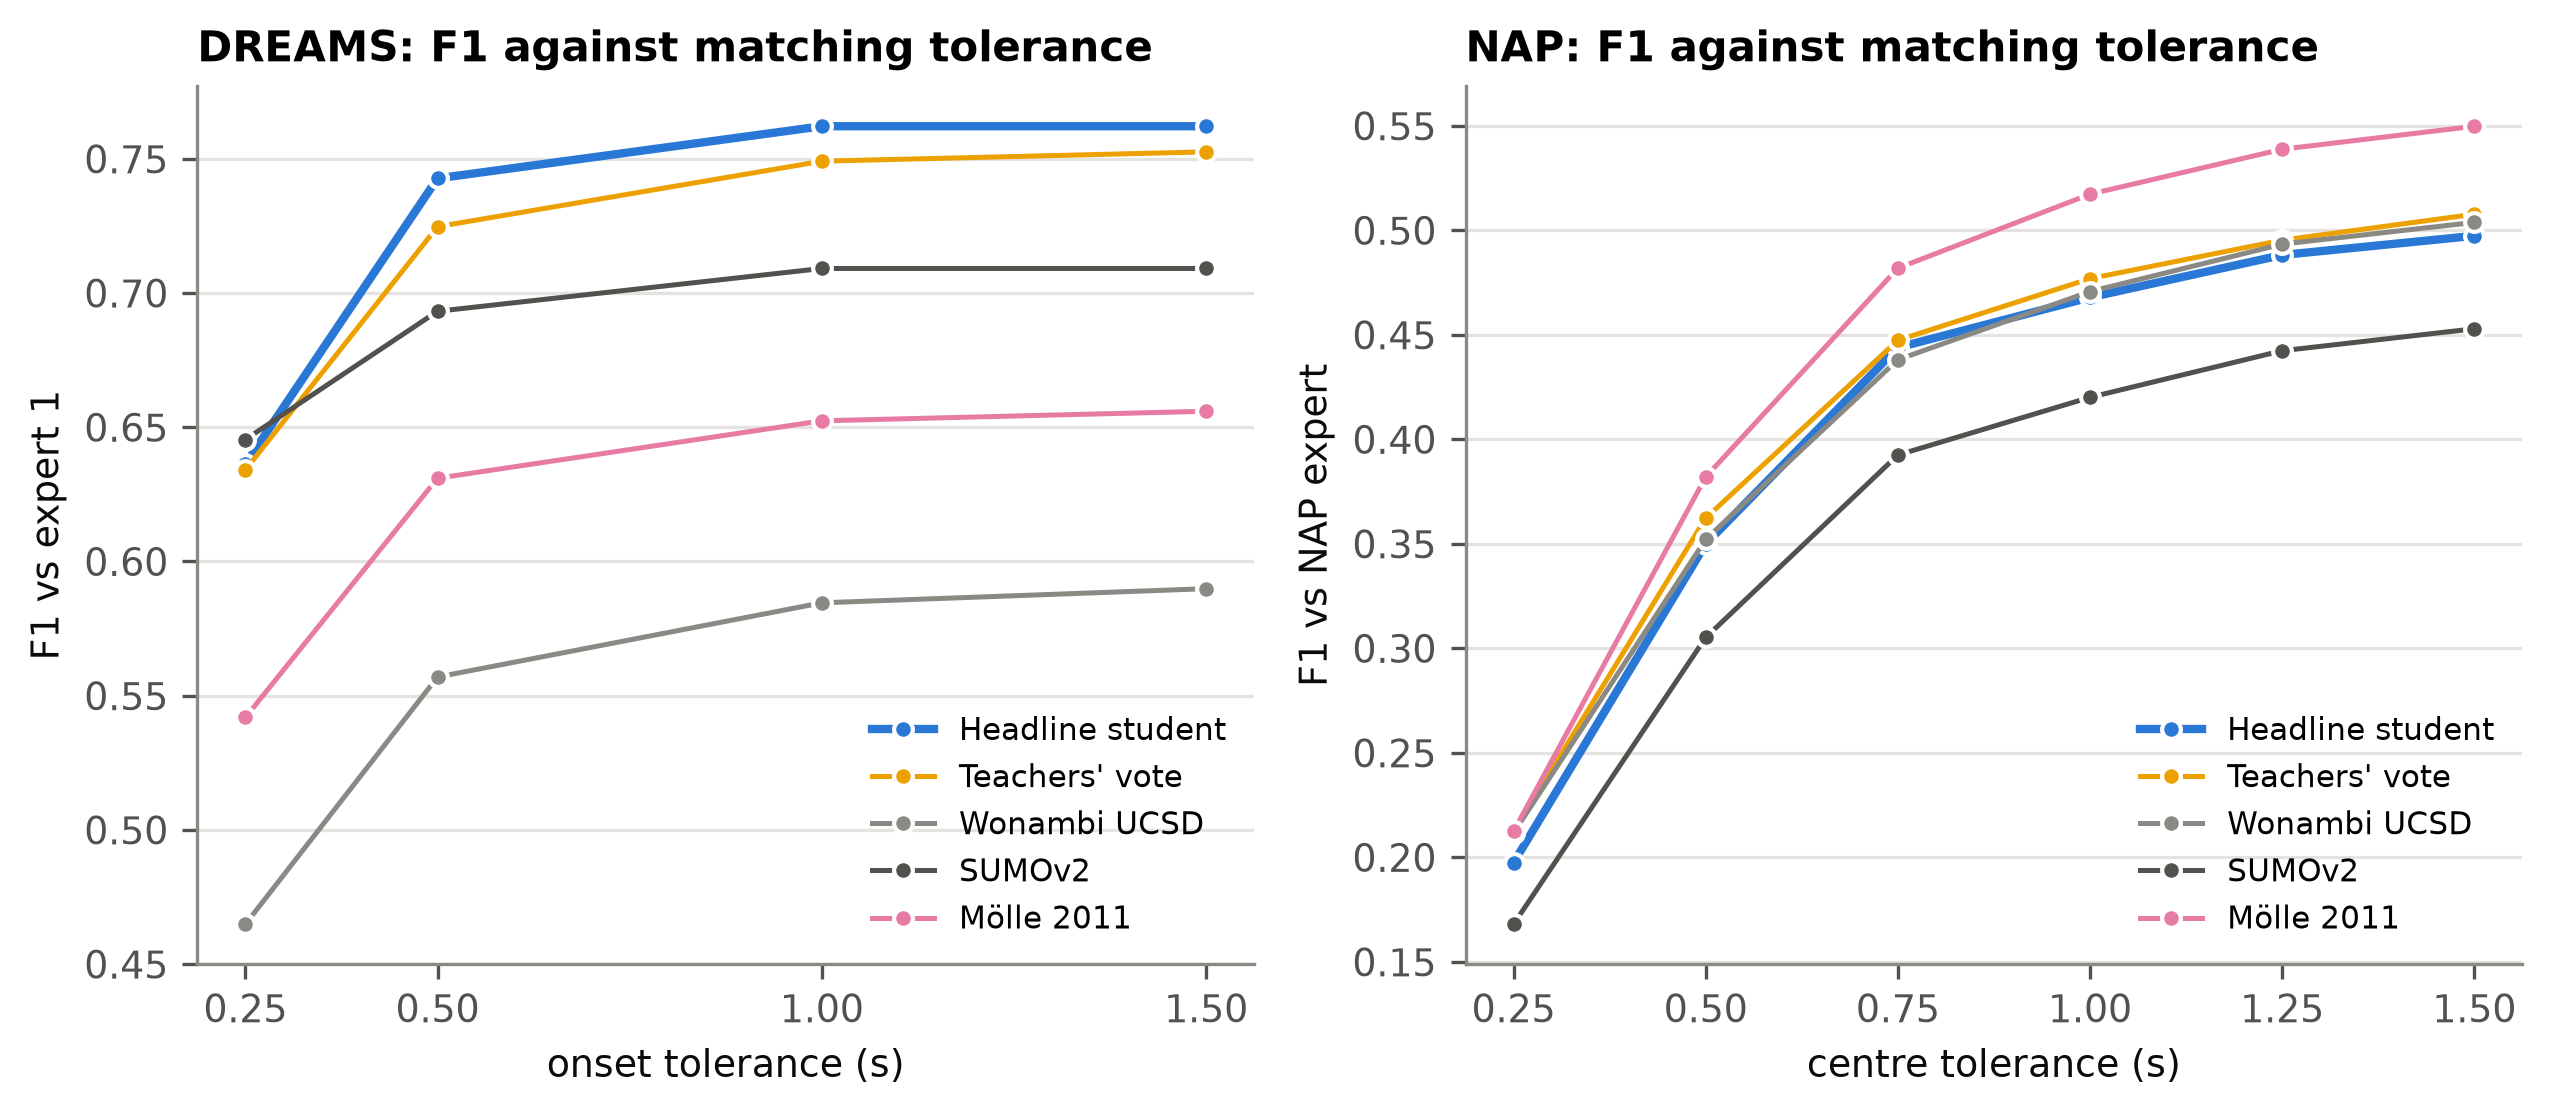 DREAMS: F1 against matching tolerance
F1 vs expert 1
0.75
0.70
0.65
0.60
0.55
0.50
0.45
0.25 0.50 1.00 1.50
onset tolerance (s)
Headline student
Teachers' vote
Wonambi UCSD
SUMOv2
Mölle 2011
NAP: F1 against matching tolerance
F1 vs NAP expert
0.55
0.50
0.45
0.40
0.35
0.30
0.25
0.20
0.15
0.25 0.50 0.75 1.00 1.25 1.50
centre tolerance (s)
Headline student
Teachers' vote
Wonambi UCSD
SUMOv2
Mölle 2011